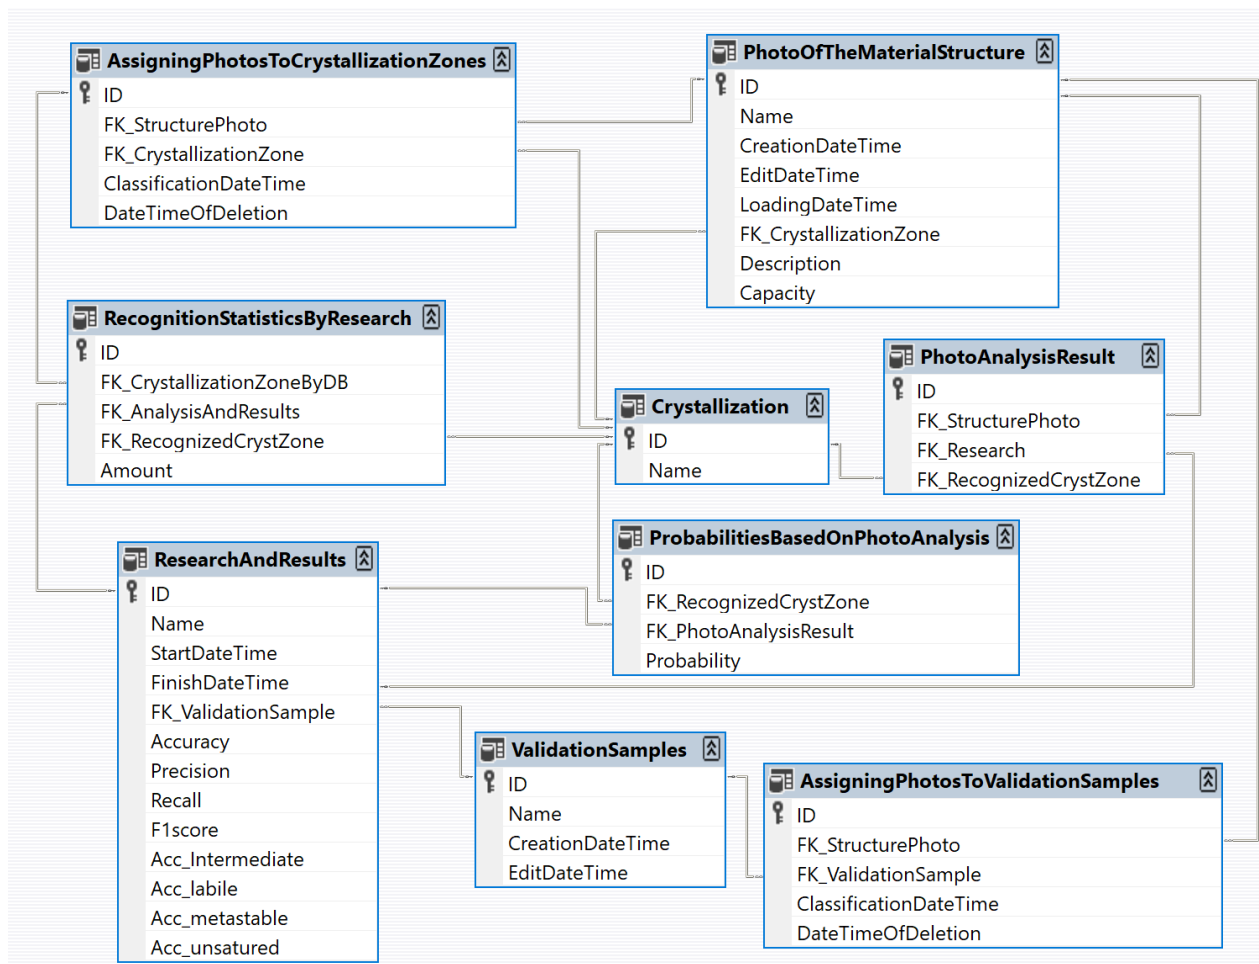 AssigningPhotosToCrystallizationZones
ID
FK_StructurePhoto
FK_CrystallizationZone
ClassificationDateTime
DateTimeOfDeletion
PhotoOfTheMaterialStructure
ID
Name
CreationDateTime
EditDateTime
LoadingDateTime
FK_CrystallizationZone
Description
Capacity
RecognitionStatisticsByResearch
ID
FK_CrystallizationZoneByDB
FK_AnalysisAndResults
FK_RecognizedCrystZone
Amount
Crystallization
ID
Name
PhotoAnalysisResult
ID
FK_StructurePhoto
FK_Research
FK_RecognizedCrystZone
ProbabilitiesBasedOnPhotoAnalysis
ID
FK_RecognizedCrystZone
FK_PhotoAnalysisResult
Probability
ResearchAndResults
ID
Name
StartDateTime
FinishDateTime
FK_ValidationSample
Accuracy
Precision
Recall
F1score
Acc_Intermediate
Acc_labile
Acc_metastable
Acc_unsatured
ValidationSamples
ID
Name
CreationDateTime
EditDateTime
AssigningPhotosToValidationSamples
ID
FK_StructurePhoto
FK_ValidationSample
ClassificationDateTime
DateTimeOfDeletion